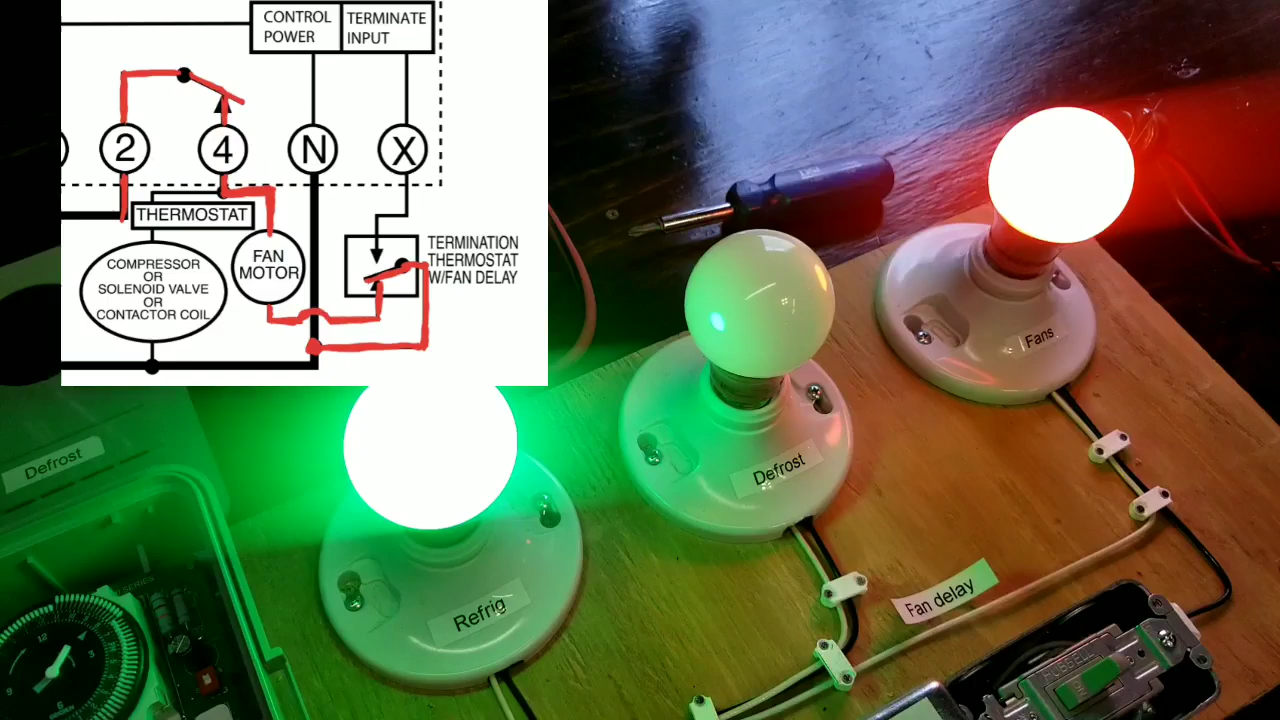 CONTROL
POWER
TERMINATE
INPUT
2
4
N
X
THERMOSTAT
TERMINATION
THERMOSTAT
W/FAN DELAY
FAN
MOTOR
COMPRESSOR
OR
SOLENOID VALVE
OR
CONTACTOR COIL
Fans
Defrost
Defrost
Fan delay
Refrig
12